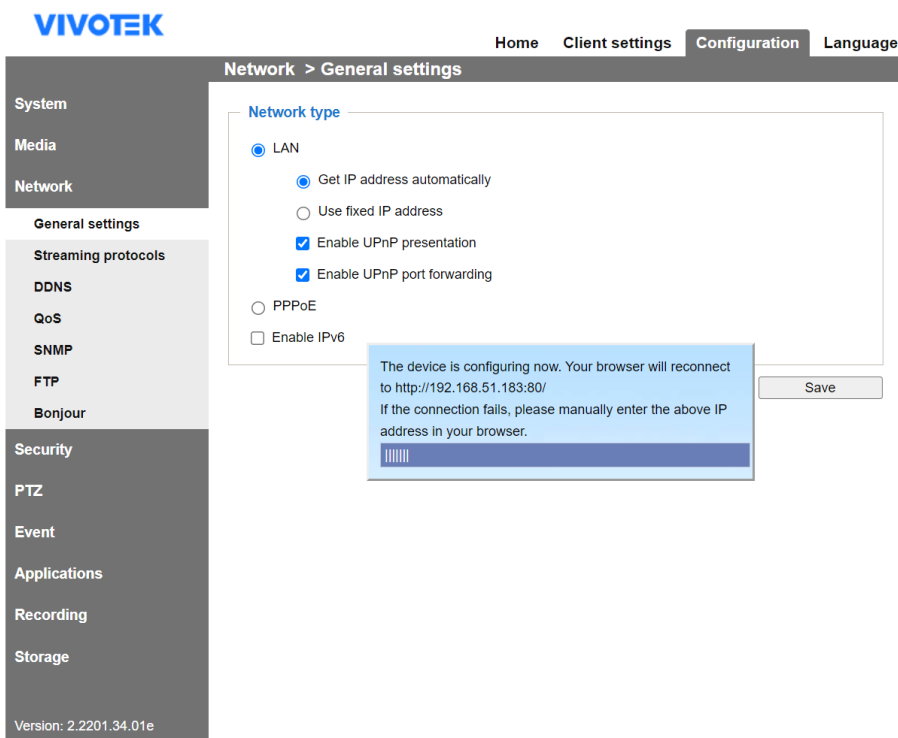 VIVOTEK
Home Client settings Configuration Language
Network > General settings
System
Media
Network
General settings
Streaming protocols
DDNS
QoS
SNMP
FTP
Bonjour
Security
PTZ
Event
Applications
Recording
Storage
Version: 2.2201.34.01e
Network type
LAN
Get IP address automatically
Use fixed IP address
Enable UPnP presentation
Enable UPnP port forwarding
PPPoE
Enable IPv6
The device is configuring now. Your browser will reconnect
to http://192.168.51.183:80/
If the connection fails, please manually enter the above IP
address in your browser.
Save